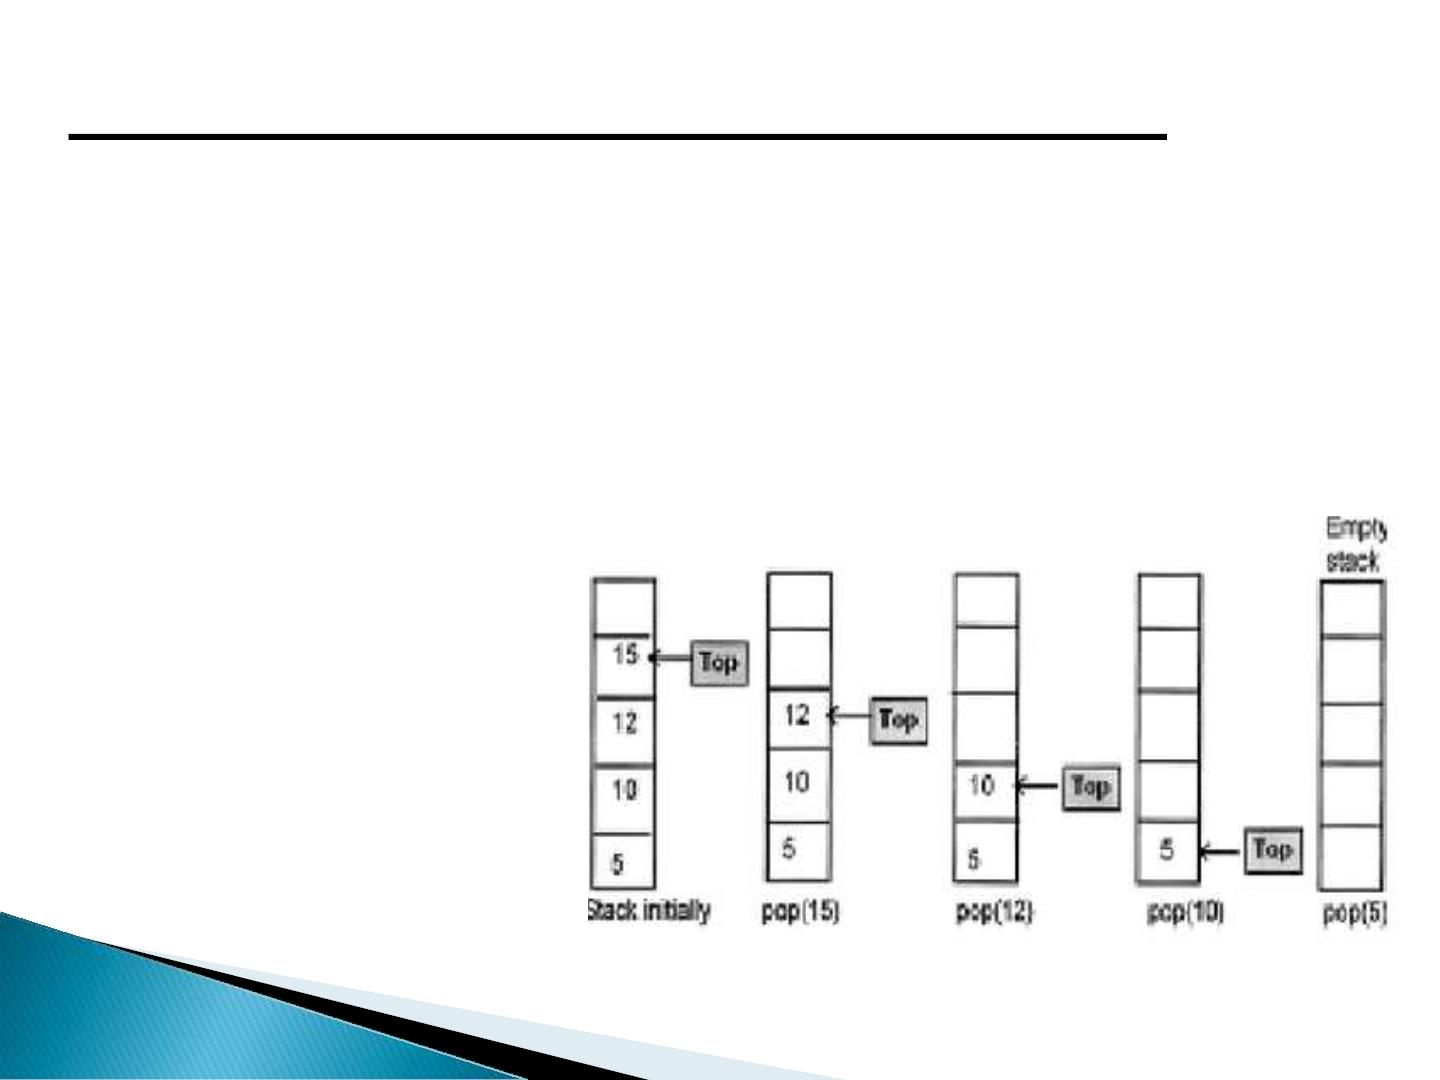 Empty
stack
15
Top
12
10
5
Stack initially
12
Top
10
5
pop(15)
10
Top
5
pop(12)
5
Top
pop(10)
pop(5)